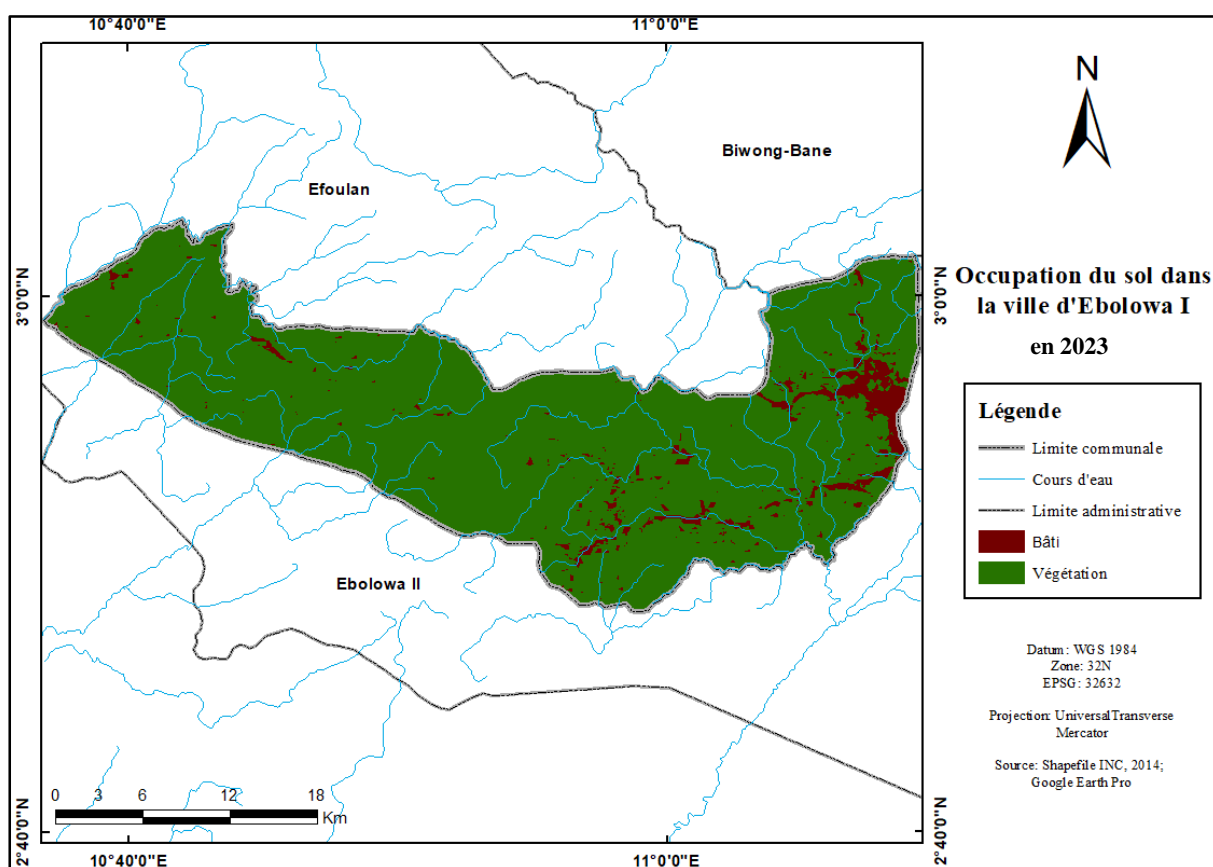 10°40'0"E
11°0'0"E
N
Biwong-Bane
Efoulan
3°0'0"N
3°0'0"N
Occupation du sol dans
la ville d'Ebolowa I
en 2023
Légende
Limite communale
Cours d'eau
Limite administrative
Bâti
Végétation
Ebolowa II
Datum : WGS 1984
Zone: 32N
EPSG: 32632
Projection: UniversalTransverse
Mercator
Source: Shapefile INC, 2014;
Google Earth Pro
0 3 6 12 18
Km
2°40'0"N
2°40'0"N
10°40'0"E
11°0'0"E